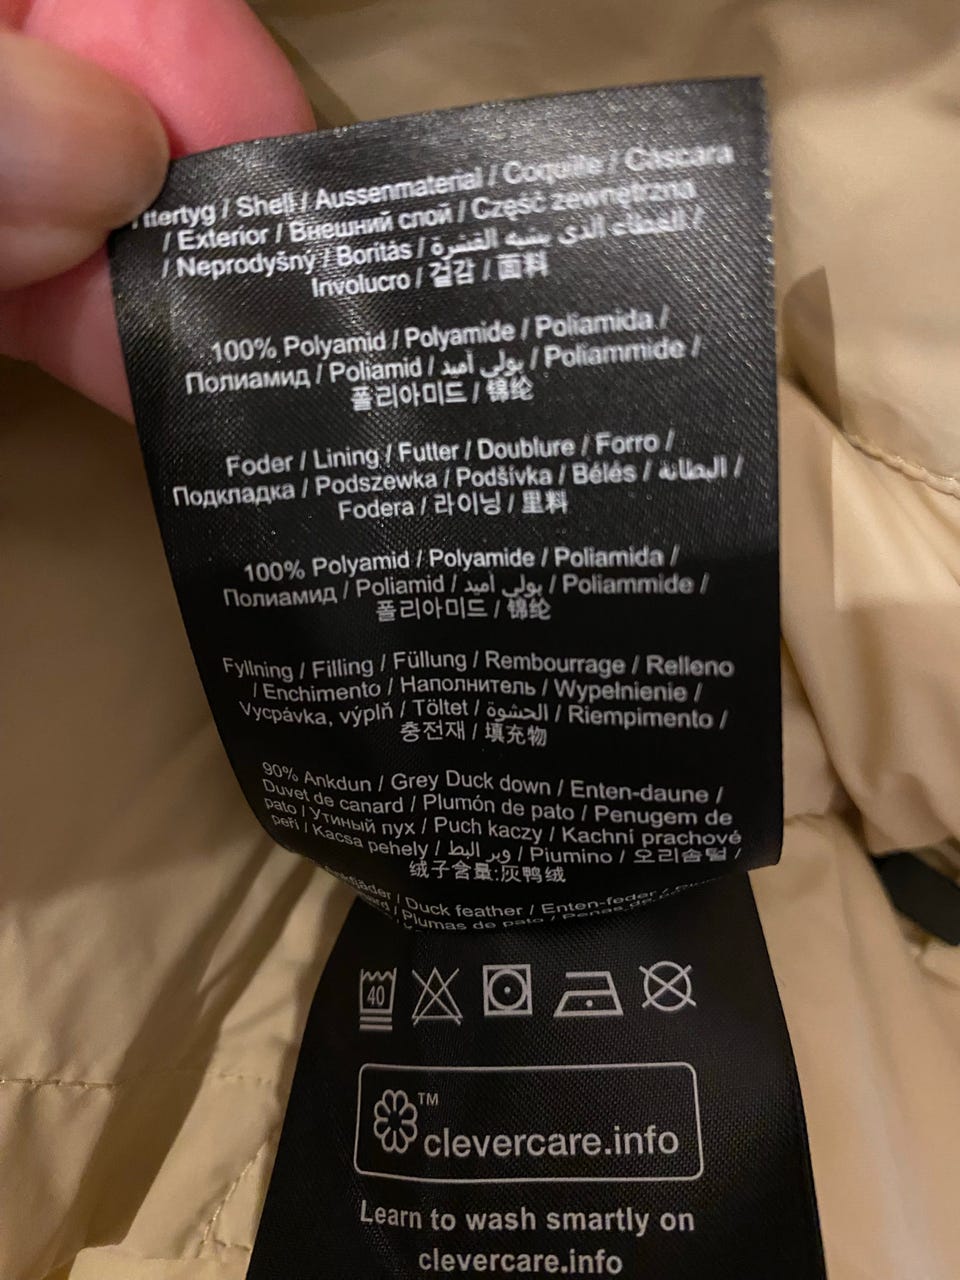 / Shell / Aussenmaterial / Coquille / Cáscara
/ Exterior / Внешний слой / Część zewnętrzna
/ Neprodyšný / Borítás / الغطاء الذى يشبه القشرة /
Involucro / 겉감 / 面料
100% Polyamid / Polyamide / Poliamida /
Полиамид / Poliamid / بولي أميد / Poliammide /
폴리아미드 / 锦纶
Foder / Lining / Futter / Doublure / Forro /
Подкладка / Podszewka / Podšívka / Bélés / البطانة /
Fodera / 라이닝 / 里料
100% Polyamid / Polyamide / Poliamida /
Полиамид / Poliamid / بولي أميد / Poliammide /
폴리아미드 / 锦纶
Fyllning / Filling / Füllung / Rembourrage / Relleno
/ Enchimento / Наполнитель / Wypełnienie /
Vycpávka, výplň / Töltet / الحشوة / Riempimento /
충전재 / 填充物
90% Ankdun / Grey Duck down / Enten-daune /
Duvet de canard / Plumón de pato / Penugem de
pato / Утиный пух / Puch kaczy / Kachní prachové
peří / Kacsa pehely / وبر البط / Piumino / 오리솜털 /
绒子含量:灰鸭绒
/ Duck feather / Enten-feder /
/ Plumas de pato /
40
TM
clevercare.info
Learn to wash smartly on
clevercare.info